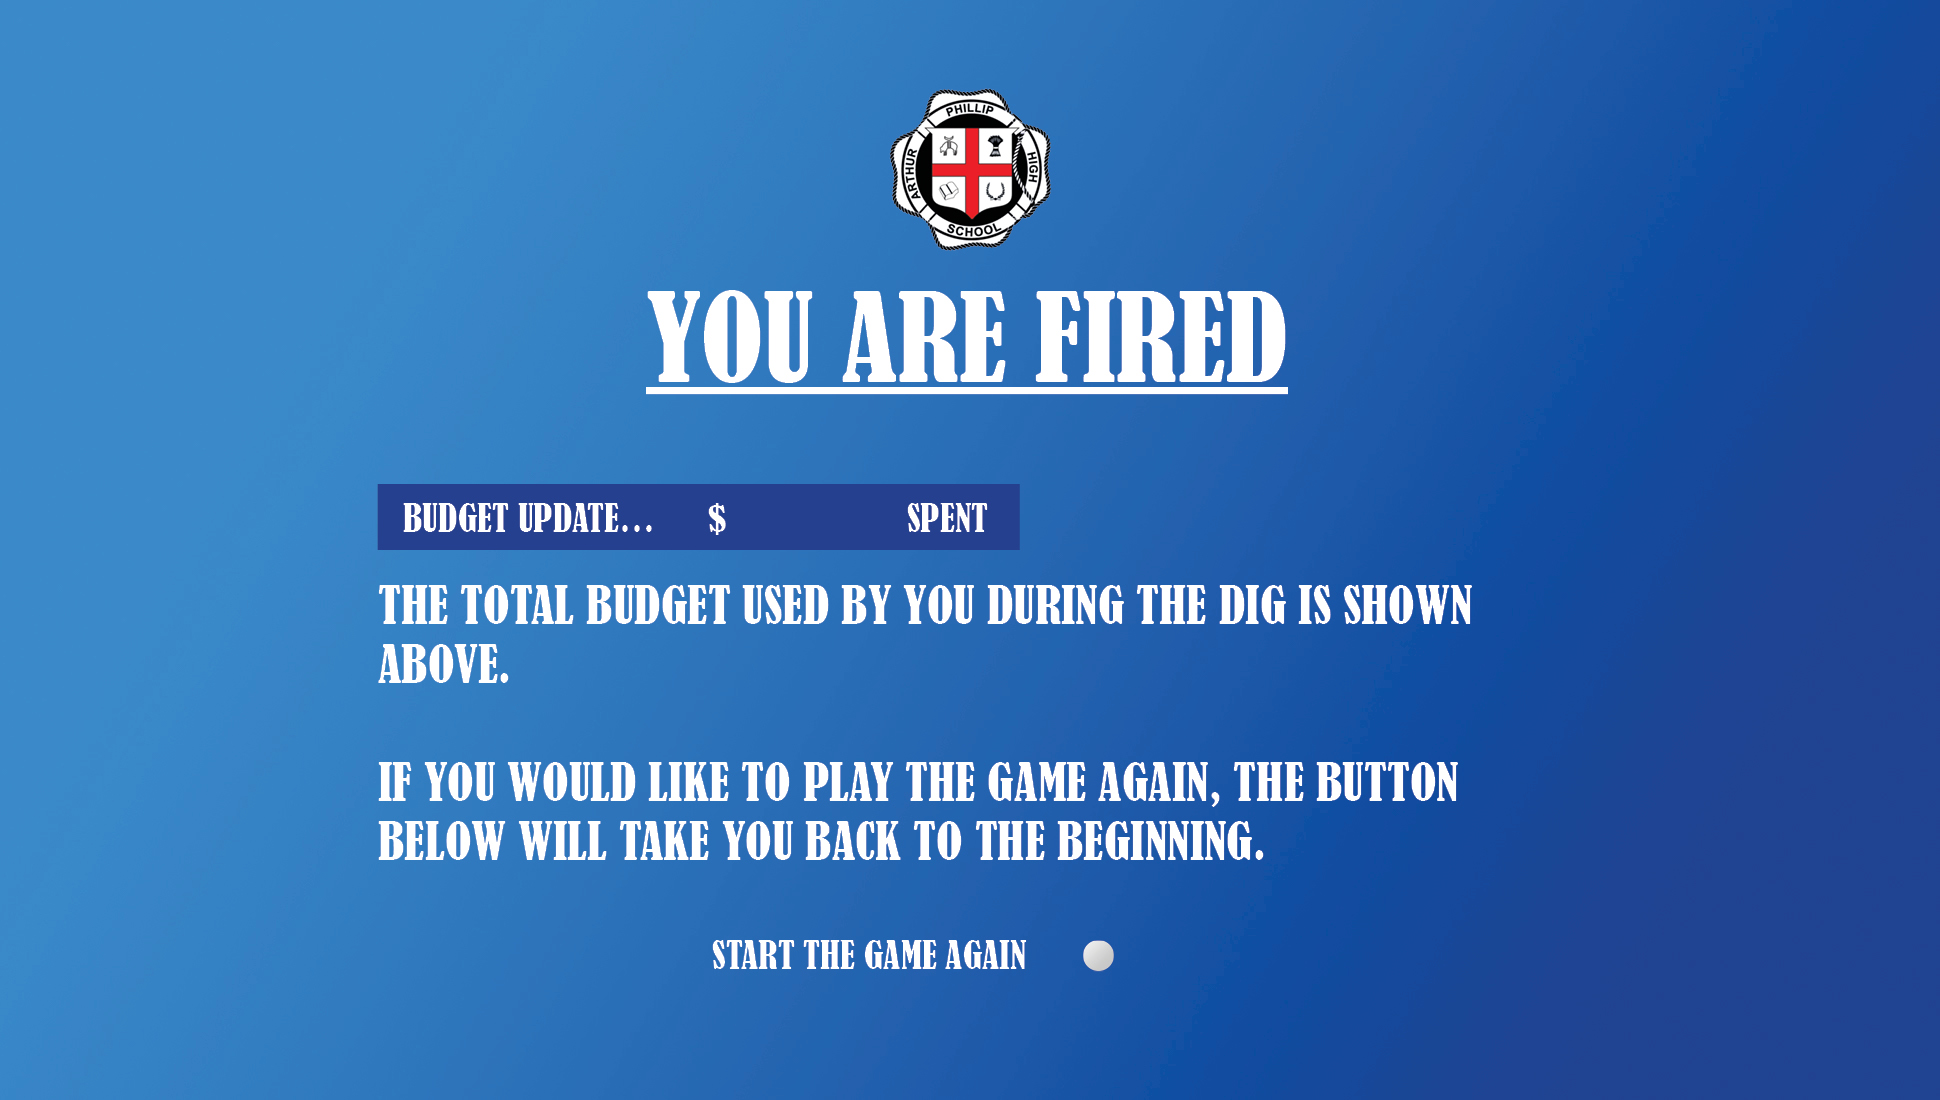 PHILLIP
ARTHUR
HIGH
SCHOOL
YOU ARE FIRED
BUDGET UPDATE... $ SPENT
THE TOTAL BUDGET USED BY YOU DURING THE DIG IS SHOWN
ABOVE.
IF YOU WOULD LIKE TO PLAY THE GAME AGAIN, THE BUTTON
BELOW WILL TAKE YOU BACK TO THE BEGINNING.
START THE GAME AGAIN